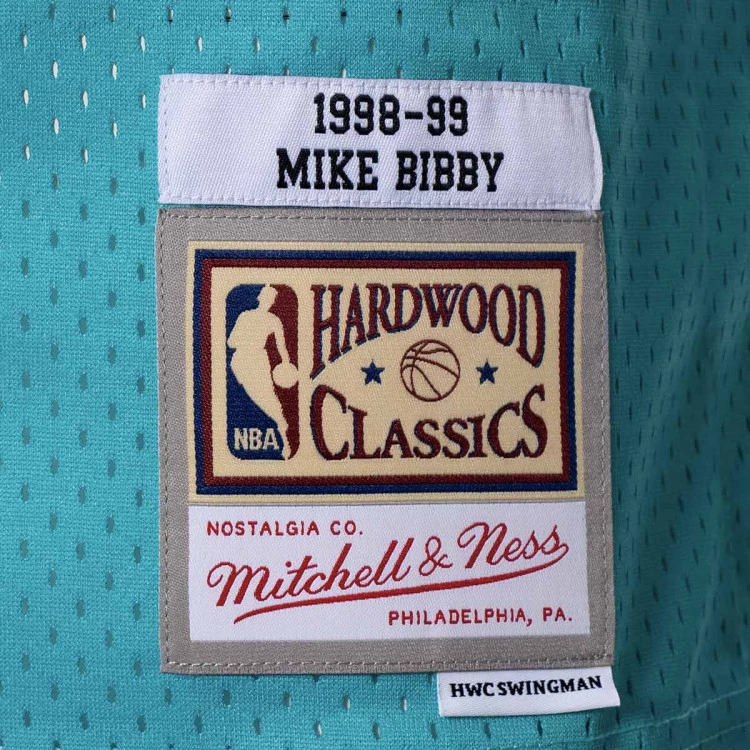 1998-99
MIKE BIBBY
HARDWOOD
NBA
CLASSICS
NOSTALGIA CO.
Mitchell & Ness
PHILADELPHIA, PA.
HWC SWINGMAN